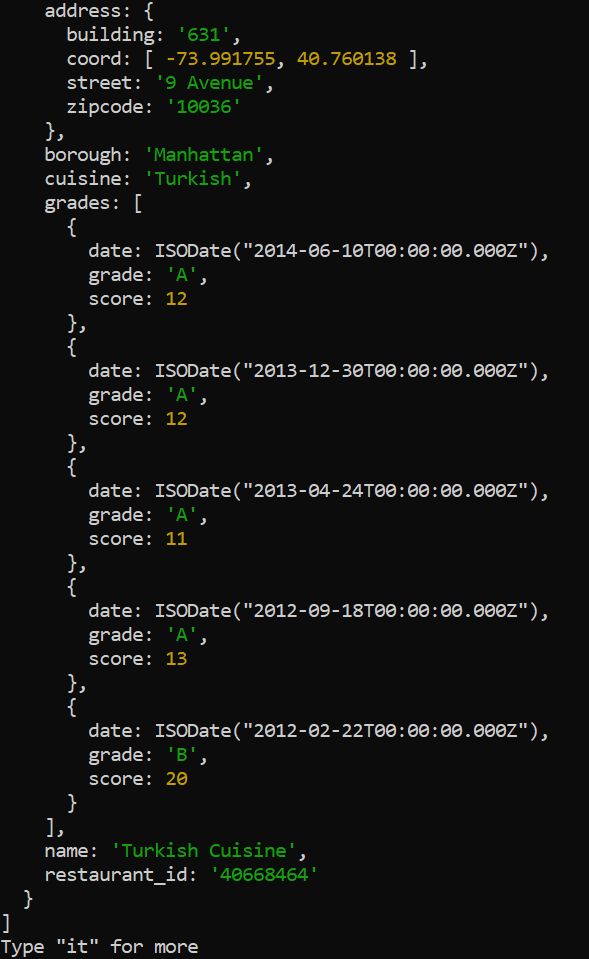 address: {
building: '631',
coord: [ -73.991755, 40.760138 ],
street: '9 Avenue',
zipcode: '10036'
},
borough: 'Manhattan',
cuisine: 'Turkish',
grades: [
{
date: ISODate("2014-06-10T00:00:00.000Z"),
grade: 'A',
score: 12
},
{
date: ISODate("2013-12-30T00:00:00.000Z"),
grade: 'A',
score: 12
},
{
date: ISODate("2013-04-24T00:00:00.000Z"),
grade: 'A',
score: 11
},
{
date: ISODate("2012-09-18T00:00:00.000Z"),
grade: 'A',
score: 13
},
{
date: ISODate("2012-02-22T00:00:00.000Z"),
grade: 'B',
score: 20
}
],
name: 'Turkish Cuisine',
restaurant_id: '40668464'
}
]
Type "it" for more